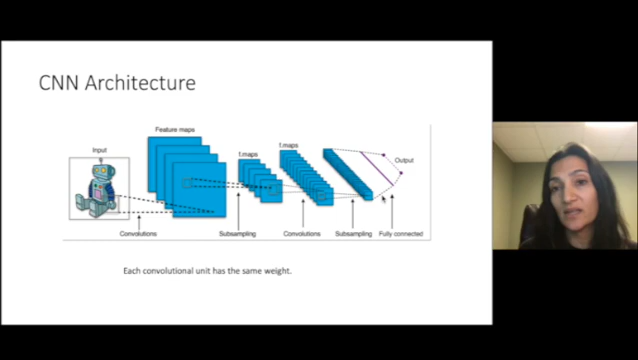 CNN Architecture
Feature maps
Input
f.maps
f.maps
Output
Convolutions
Subsampling
Convolutions
Subsampling
Fully connected
Each convolutional unit has the same weight.